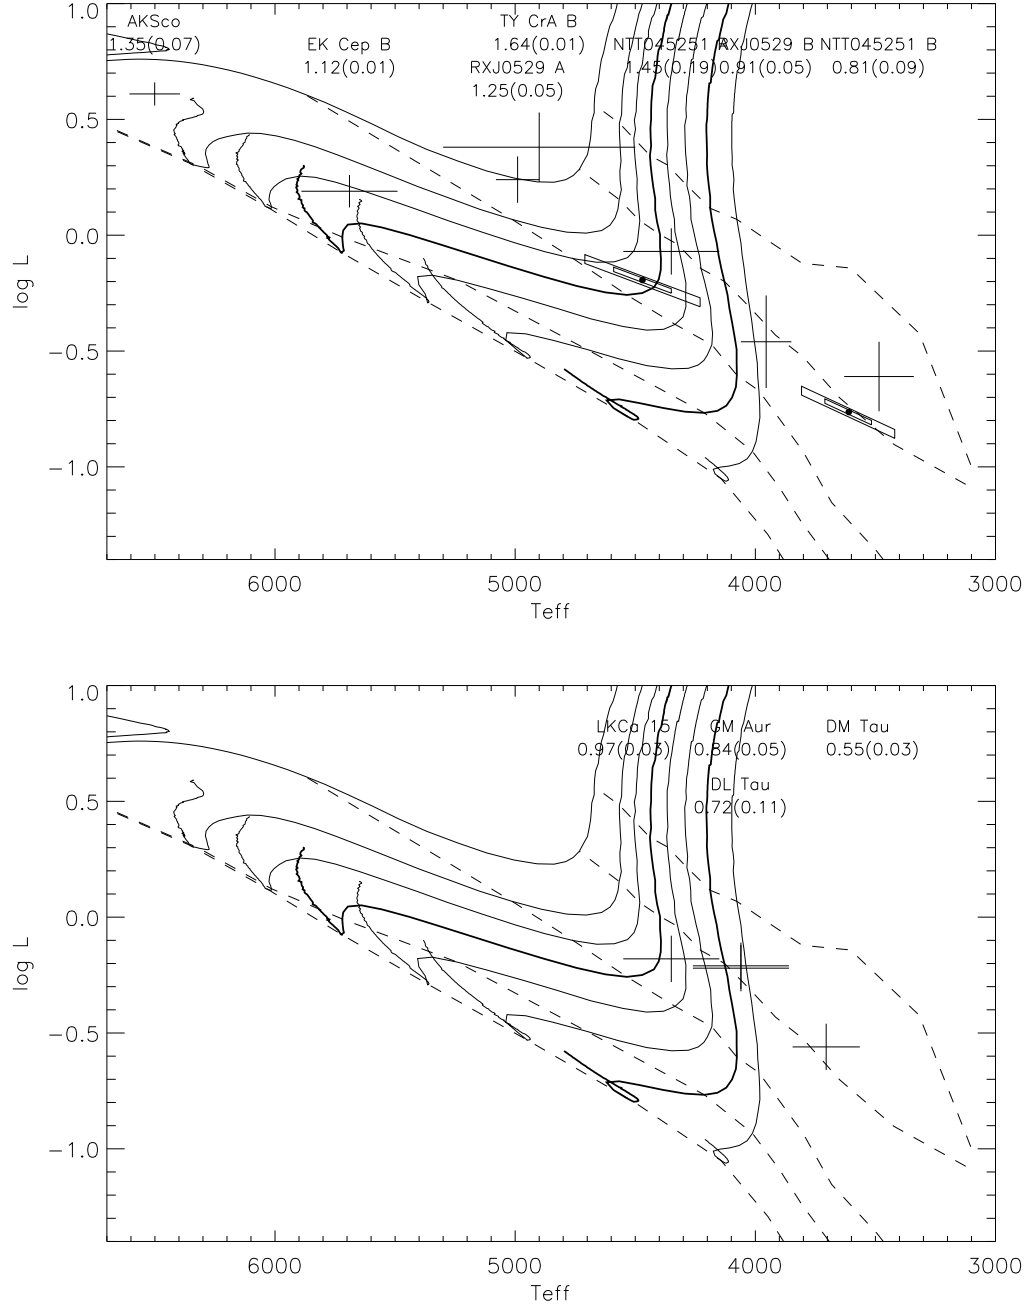 AKSco TY CrA B
1.35(0.07) EK Cep B 1.64(0.01) NTT045251 A RXJ0529 B NTT045251 B
1.12(0.01) RXJ0529 A 1.45(0.19) 0.91(0.05) 0.81(0.09)
1.25(0.05)
1.0
0.5
0.0
−0.5
−1.0
log L
6000 5000 4000 3000
Teff
LKCa 15 GM Aur DM Tau
0.97(0.03) 0.84(0.05) 0.55(0.03)
DL Tau
0.72(0.11)
1.0
0.5
0.0
−0.5
−1.0
log L
6000 5000 4000 3000
Teff